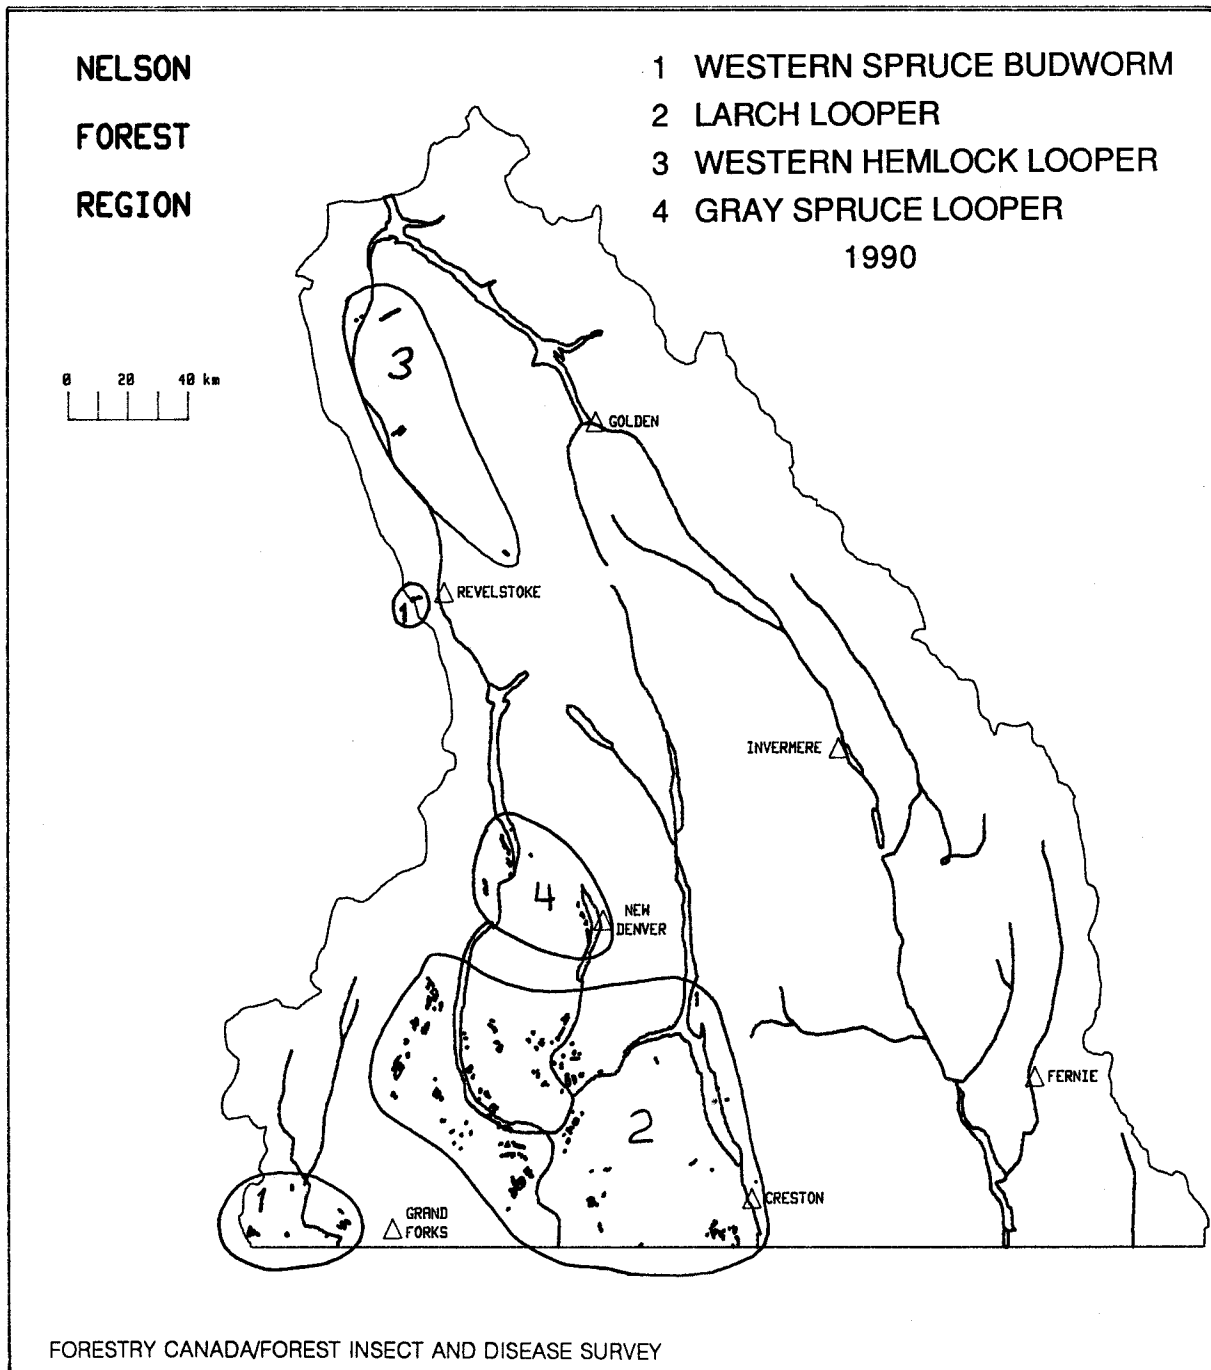 NELSON
FOREST
REGION
1 WESTERN SPRUCE BUDWORM
2 LARCH LOOPER
3 WESTERN HEMLOCK LOOPER
4 GRAY SPRUCE LOOPER
1990
0 20 40 km
3
GOLDEN
REVELSTOKE
1
INVERMERE
4
NEW
DENVER
FERNIE
2
1
CRESTON
GRAND
FORKS
FORESTRY CANADA/FOREST INSECT AND DISEASE SURVEY